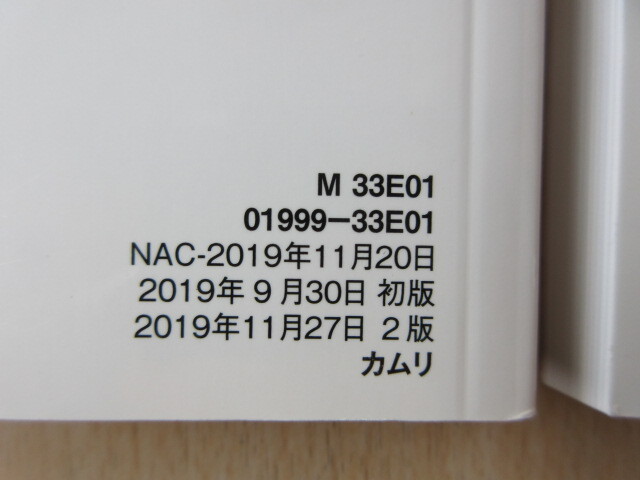 M 33E01
01999−33E01
NAC-2019年11月20日
2019年 9 月30日 初版
2019年11月27日 2 版
カムリ